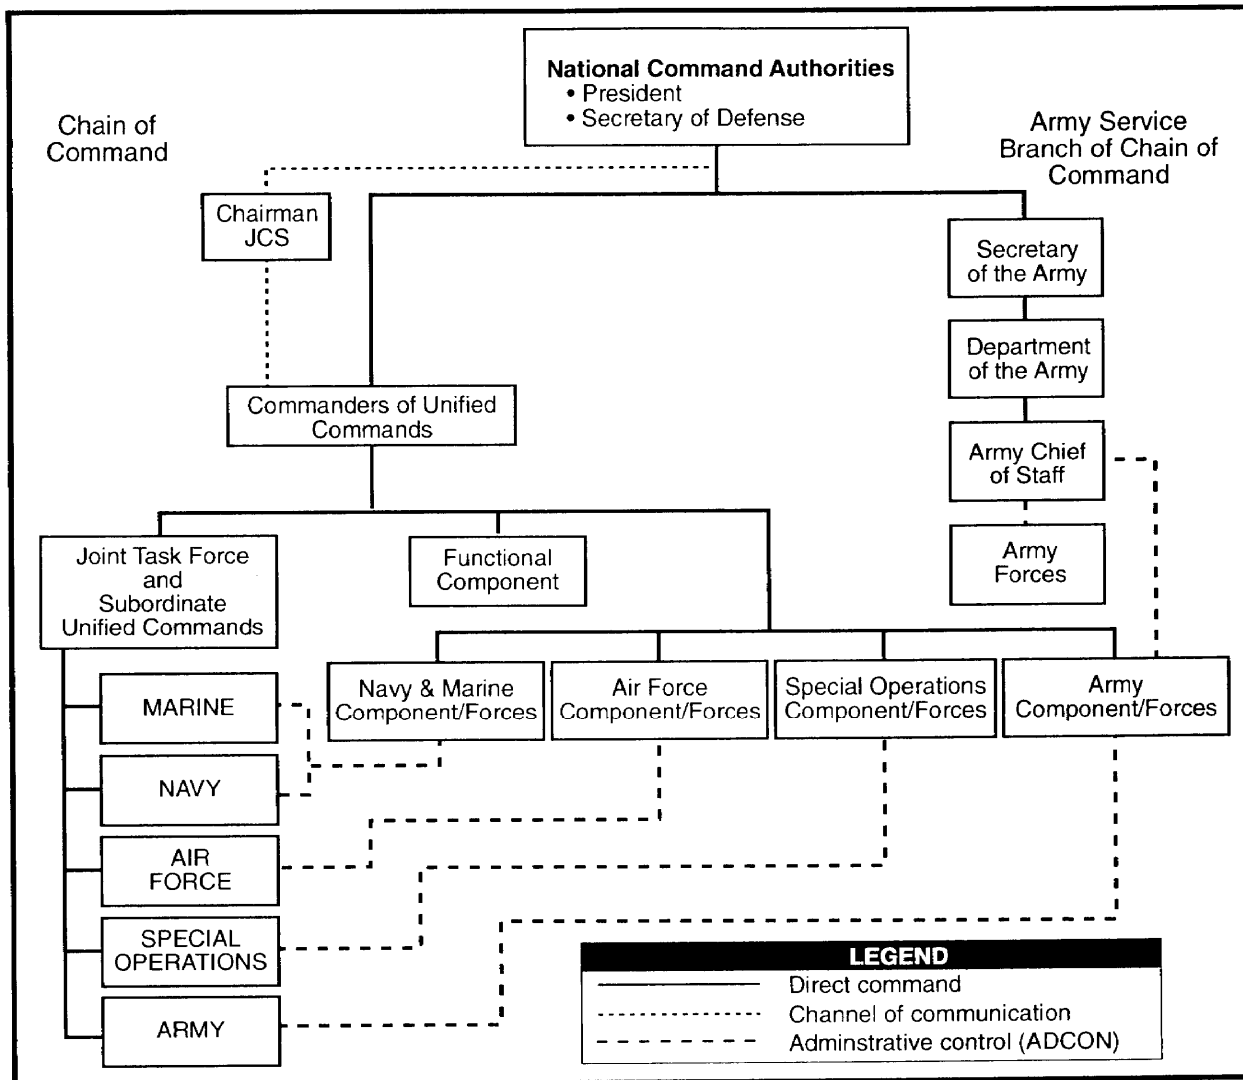 National Command Authorities
• President
• Secretary of Defense
Chain of
Command
Army Service
Branch of Chain of
Command
Chairman
JCS
Secretary
of the Army
Department
of the Army
Commanders of Unified
Commands
Army Chief
of Staff
Joint Task Force
and
Subordinate
Unified Commands
Functional
Component
Army
Forces
Navy & Marine
Component/Forces
Air Force
Component/Forces
Special Operations
Component/Forces
Army
Component/Forces
MARINE
NAVY
AIR
FORCE
SPECIAL
OPERATIONS
ARMY
LEGEND
Direct command
Channel of communication
Adminstrative control (ADCON)